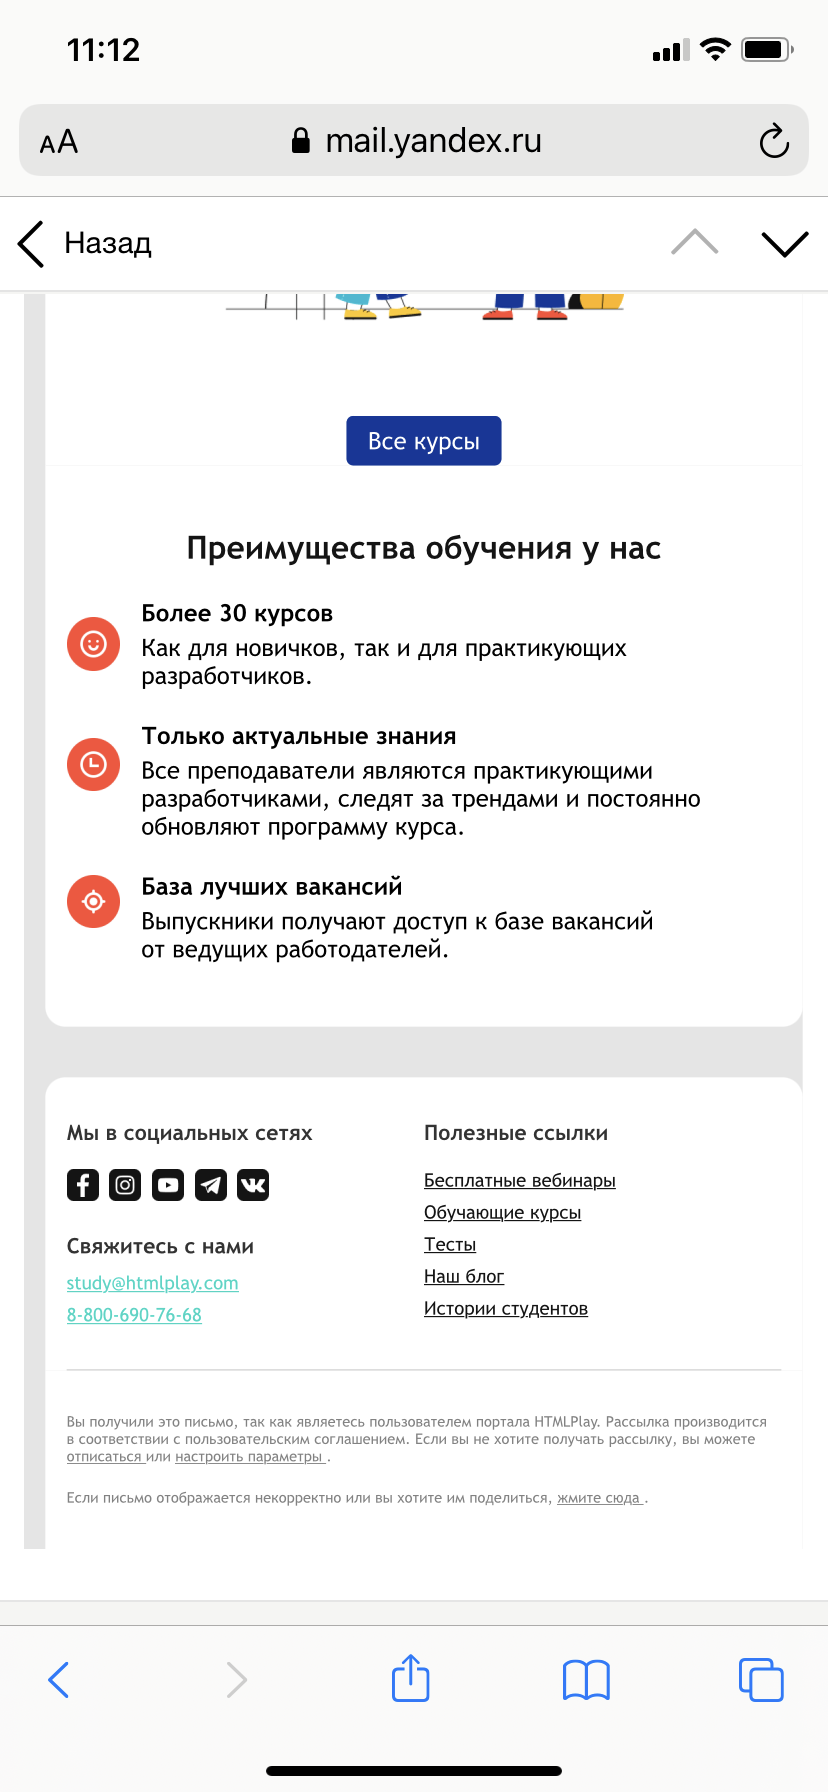 11:12
AA
mail.yandex.ru
Назад
Все курсы
Преимущества обучения у нас
Более 30 курсов
Как для новичков, так и для практикующих
разработчиков.
Только актуальные знания
Все преподаватели являются практикующими
разработчиками, следят за трендами и постоянно
обновляют программу курса.
База лучших вакансий
Выпускники получают доступ к базе вакансий
от ведущих работодателей.
Мы в социальных сетях
Свяжитесь с нами
study@htmlplay.com
8-800-690-76-68
Полезные ссылки
Бесплатные вебинары
Обучающие курсы
Тесты
Наш блог
Истории студентов
Вы получили это письмо, так как являетесь пользователем портала HTMLPlay. Рассылка производится
в соответствии с пользовательским соглашением. Если вы не хотите получать рассылку, вы можете
отписаться или настроить параметры .
Если письмо отображается некорректно или вы хотите им поделиться, жмите сюда .